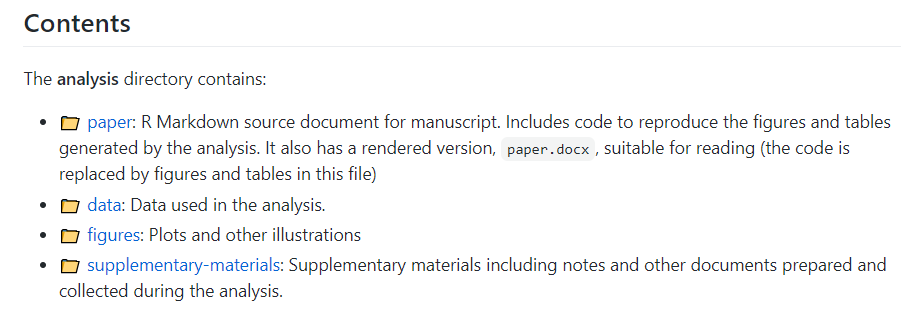 Contents
The analysis directory contains:
paper: R Markdown source document for manuscript. Includes code to reproduce the figures and tables
generated by the analysis. It also has a rendered version, paper.docx, suitable for reading (the code is
replaced by figures and tables in this file)
data: Data used in the analysis.
figures: Plots and other illustrations
supplementary-materials: Supplementary materials including notes and other documents prepared and
collected during the analysis.